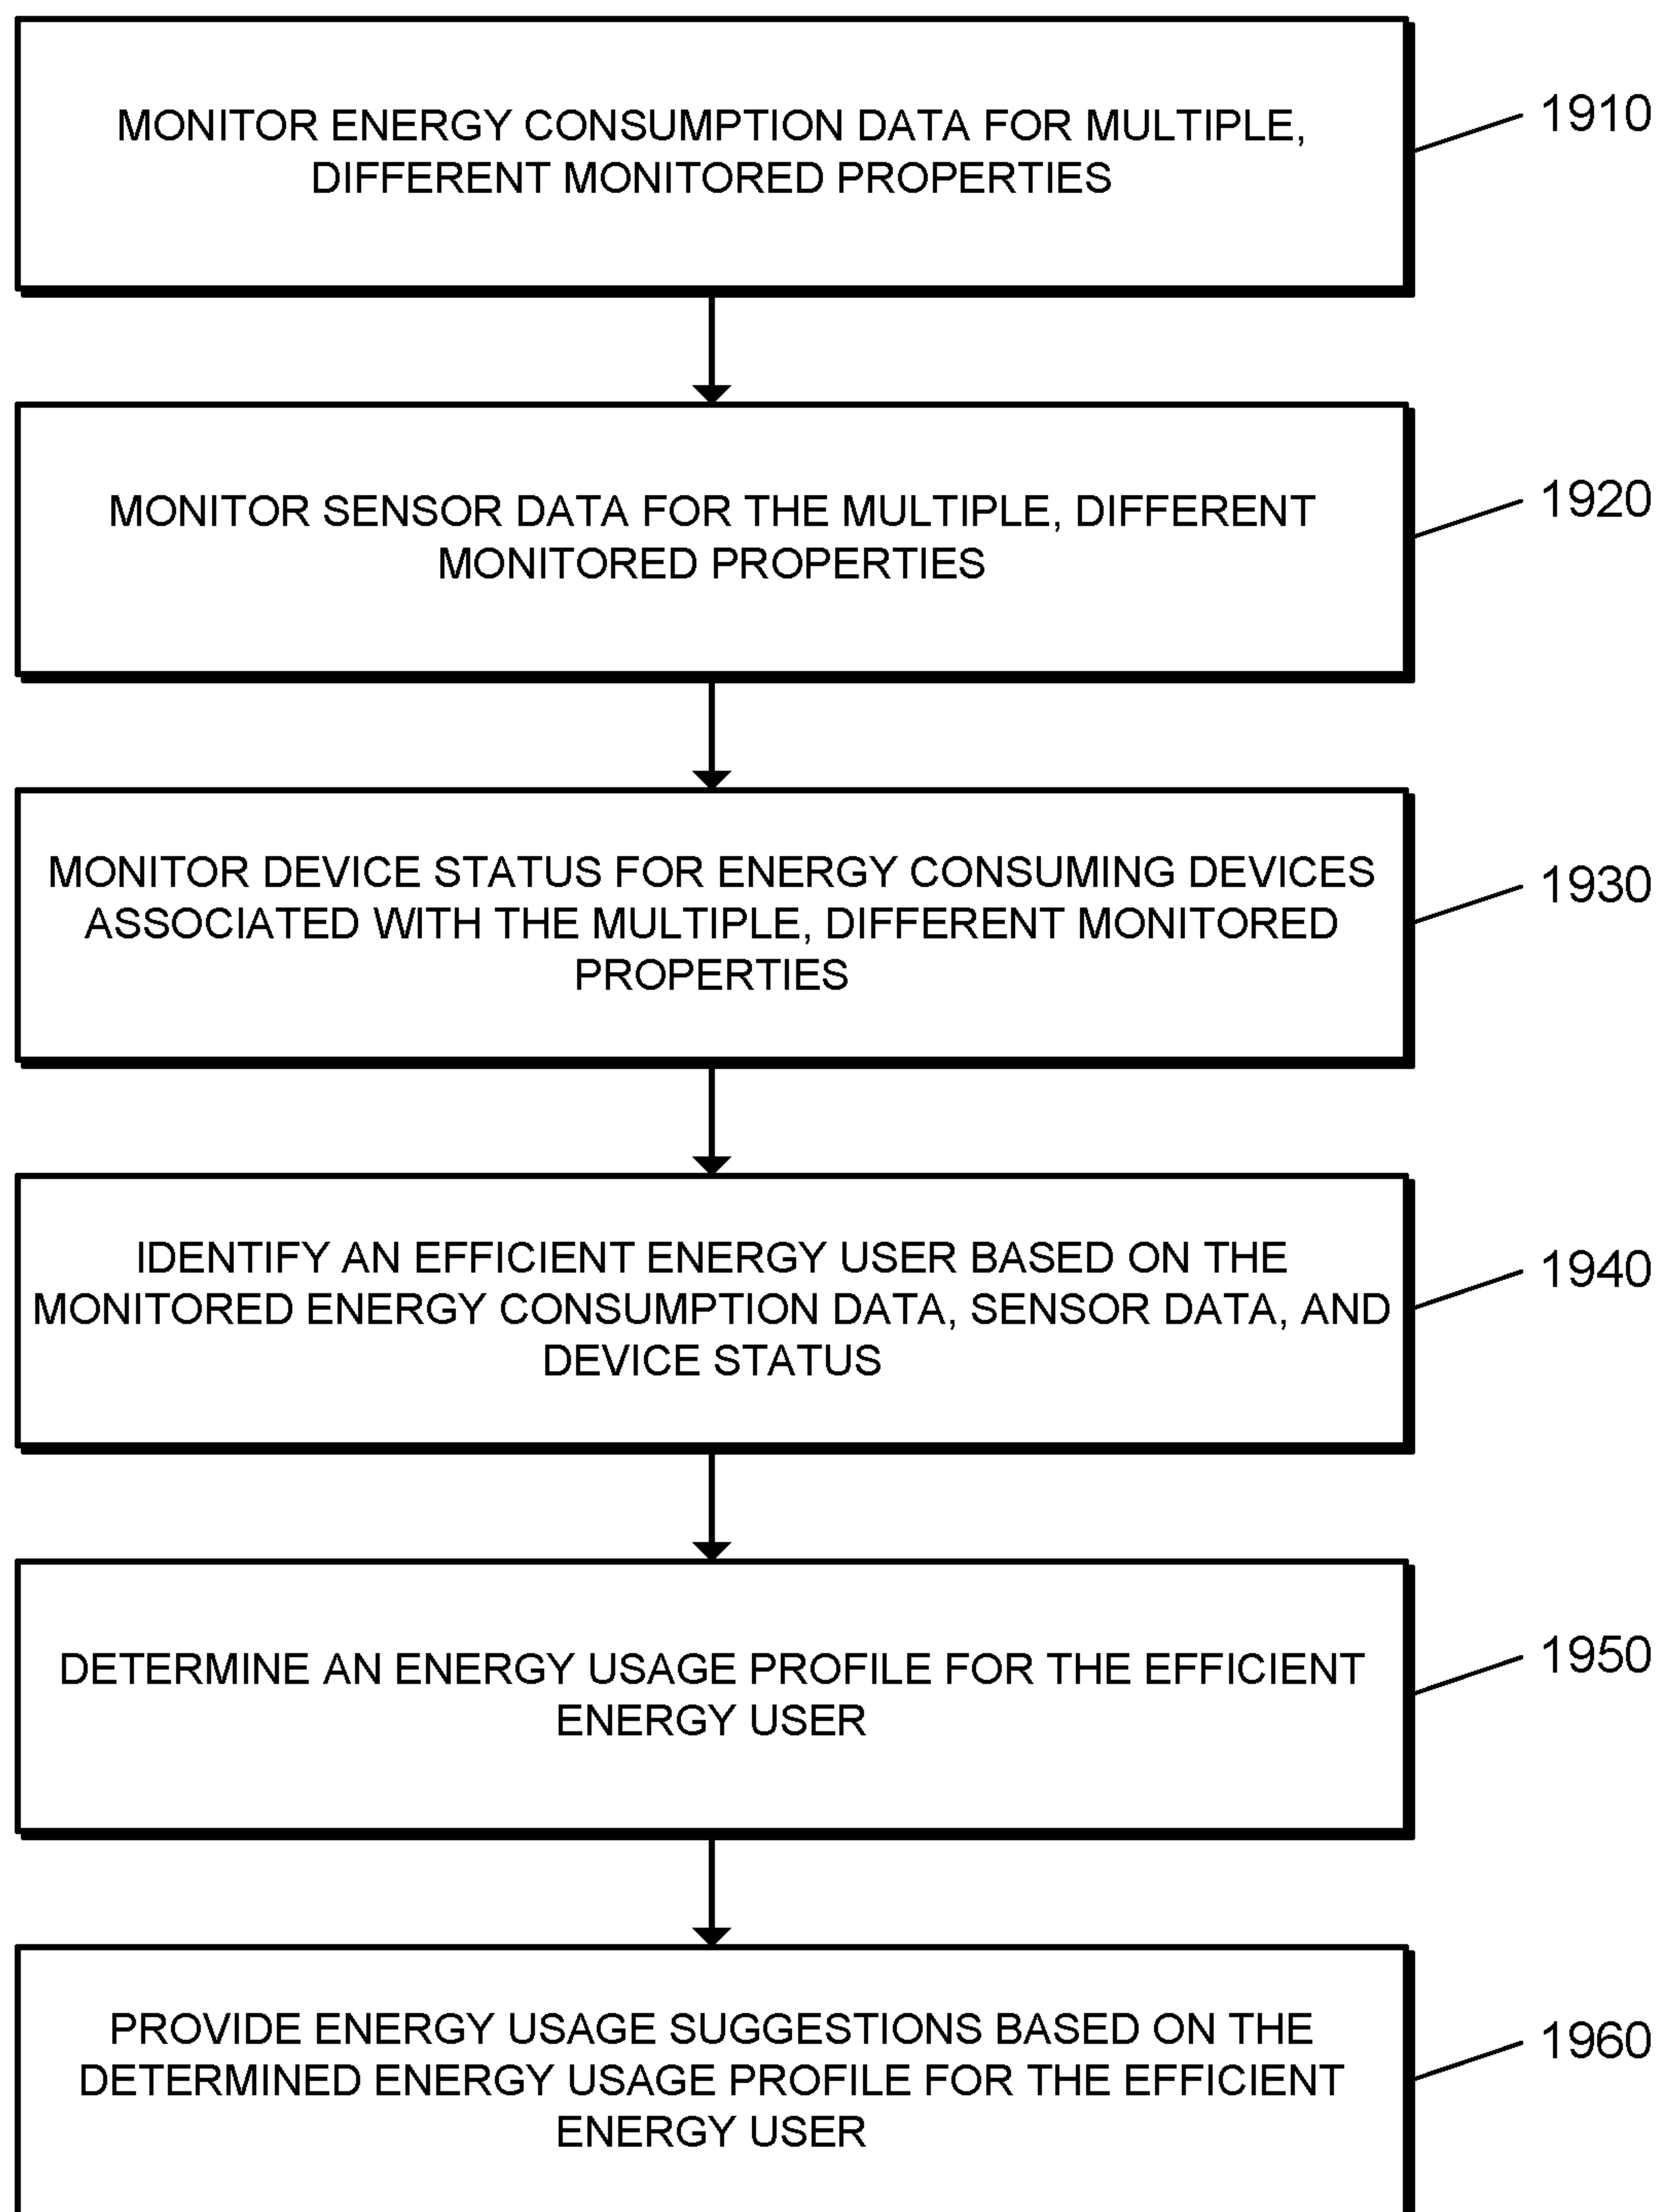 MONITOR ENERGY CONSUMPTION DATA FOR MULTIPLE,
DIFFERENT MONITORED PROPERTIES
1910
MONITOR SENSOR DATA FOR THE MULTIPLE, DIFFERENT
MONITORED PROPERTIES
1920
MONITOR DEVICE STATUS FOR ENERGY CONSUMING DEVICES
ASSOCIATED WITH THE MULTIPLE, DIFFERENT MONITORED
PROPERTIES
1930
IDENTIFY AN EFFICIENT ENERGY USER BASED ON THE
MONITORED ENERGY CONSUMPTION DATA, SENSOR DATA, AND
DEVICE STATUS
1940
DETERMINE AN ENERGY USAGE PROFILE FOR THE EFFICIENT
ENERGY USER
1950
PROVIDE ENERGY USAGE SUGGESTIONS BASED ON THE
DETERMINED ENERGY USAGE PROFILE FOR THE EFFICIENT
ENERGY USER
1960